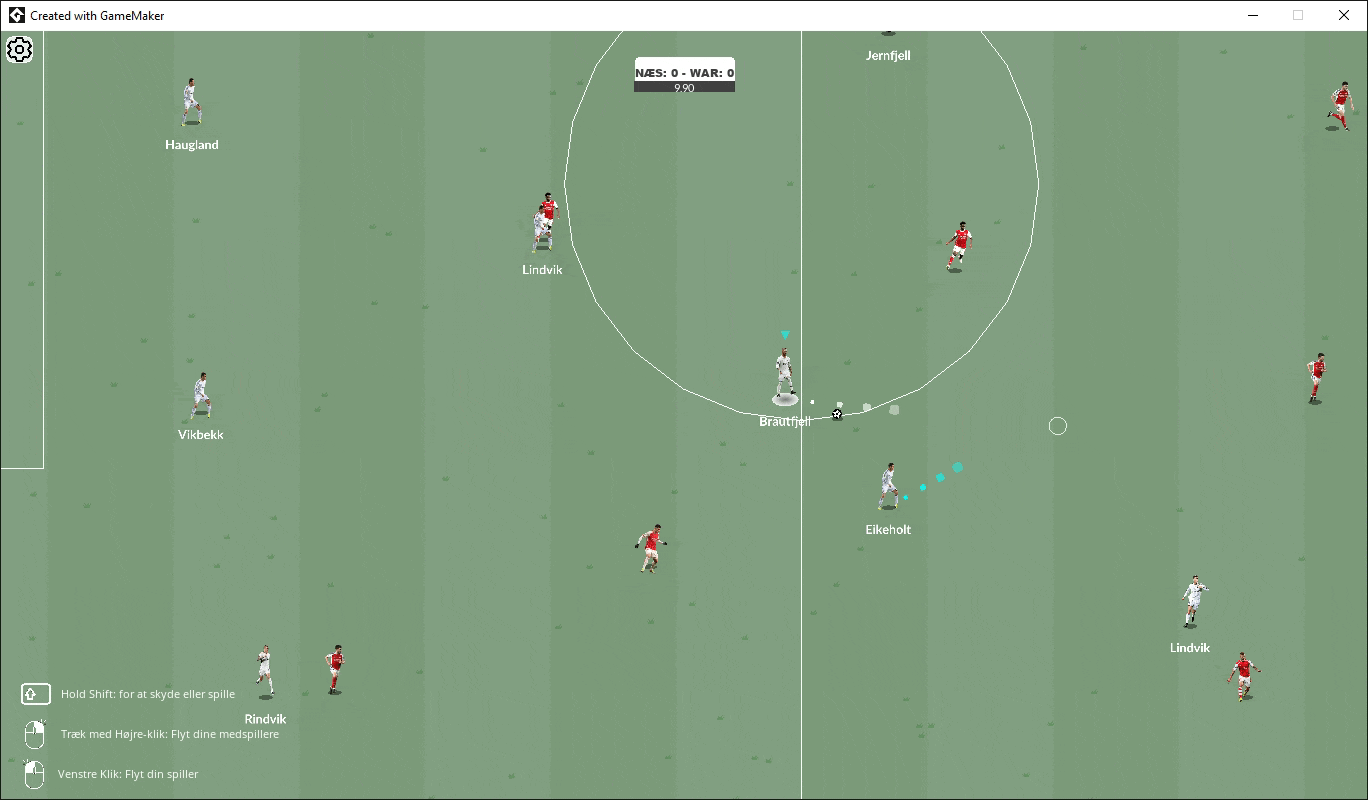 Created with GameMaker
Jernfjell
NÆS: 0 - WAR: 0
9.90
Haugland
Lindvik
Brautfjell
Vikbekk
Eikeholt
Lindvik
Hold Shift: for at skyde eller spille
Rindvik
Træk med Højre-klik: Flyt dine medspillere
Venstre Klik: Flyt din spiller